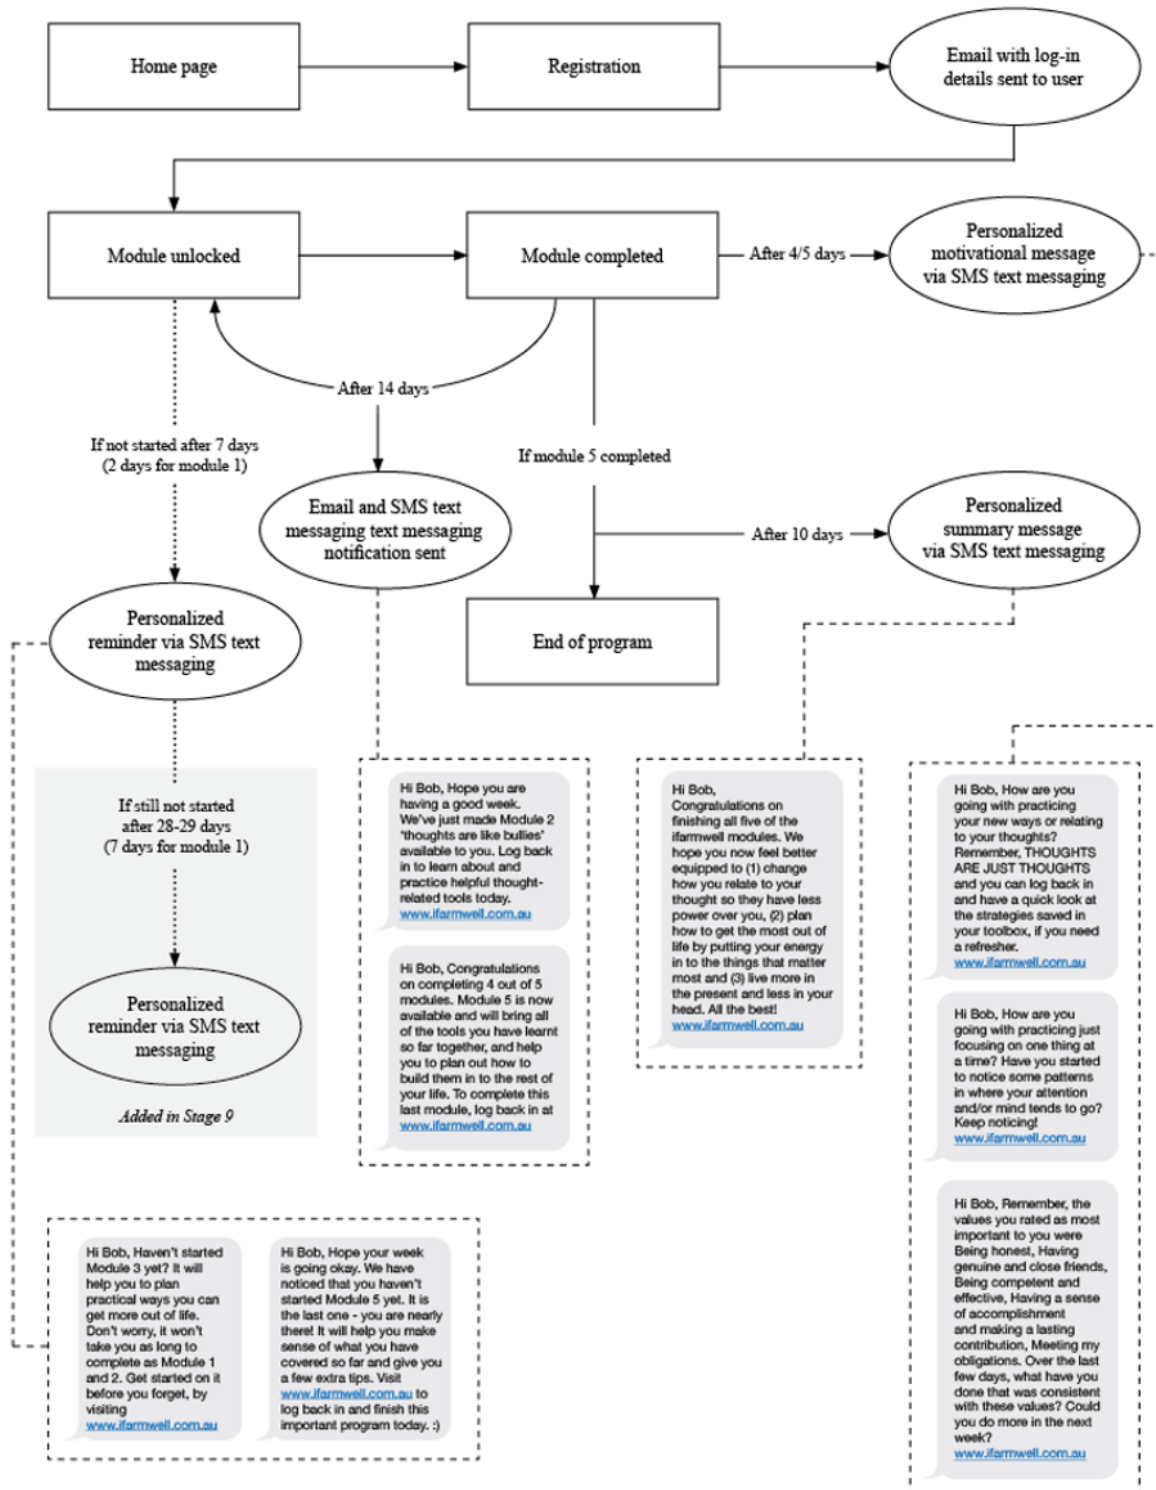 Home page
Registration
Email with log-in
details sent to user
Module unlocked
Module completed
After 4/5 days
Personalized
motivational message
via SMS text messaging
After 14 days
If not started after 7 days
(2 days for module 1)
If module 5 completed
Email and SMS text
messaging text messaging
notification sent
After 10 days
Personalized
summary message
via SMS text messaging
Personalized
reminder via SMS text
messaging
End of program
If still not started
after 28-29 days
(7 days for module 1)
Personalized
reminder via SMS text
messaging
Added in Stage 9
Hi Bob, Hope you are
having a good week.
We've just made Module 2
'thoughts are like bullies'
available to you. Log back
in to learn about and
practice helpful thought-
related tools today.
www.ifarmwell.com.au
Hi Bob, Congratulations
on completing 4 out of 5
modules. Module 5 is now
available and will bring all
of the tools you have learnt
so far together, and help
you to plan out how to
build them in to the rest of
your life. To complete this
last module, log back in at
www.ifarmwell.com.au
Hi Bob,
Congratulations on
finishing all five of the
ifarmwell modules. We
hope you now feel better
equipped to (1) change
how you relate to your
thought so they have less
power over you, (2) plan
how to get the most out of
life by putting your energy
in to the things that matter
most and (3) live more in
the present and less in your
head. All the best!
www.ifarmwell.com.au
Hi Bob, How are you
going with practicing
your new ways or relating
to your thoughts?
Remember, THOUGHTS
ARE JUST THOUGHTS
and you can log back in
and have a quick look at
the strategies saved in
your toolbox, if you need
a refresher.
www.ifarmwell.com.au
Hi Bob, How are you
going with practicing just
focusing on one thing at
a time? Have you started
to notice some patterns
in where your attention
and/or mind tends to go?
Keep noticing!
www.ifarmwell.com.au
Hi Bob, Remember, the
values you rated as most
important to you were
Being honest, Having
genuine and close friends,
Being competent and
effective, Having a sense
of accomplishment
and making a lasting
contribution, Meeting my
obligations. Over the last
few days, what have you
done that was consistent
with these values? Could
you do more in the next
week?
www.ifarmwell.com.au
Hi Bob, Haven't started
Module 3 yet? It will
help you to plan
practical ways you can
get more out of life.
Don't worry, it won't
take you as long to
complete as Module 1
and 2. Get started on it
before you forget, by
visiting
www.ifarmwell.com.au
Hi Bob, Hope your week
is going okay. We have
noticed that you haven't
started Module 5 yet. It is
the last one - you are nearly
there! It will help you make
sense of what you have
covered so far and give you
a few extra tips. Visit
www.ifarmwell.com.au to
log back in and finish this
important program today. :)